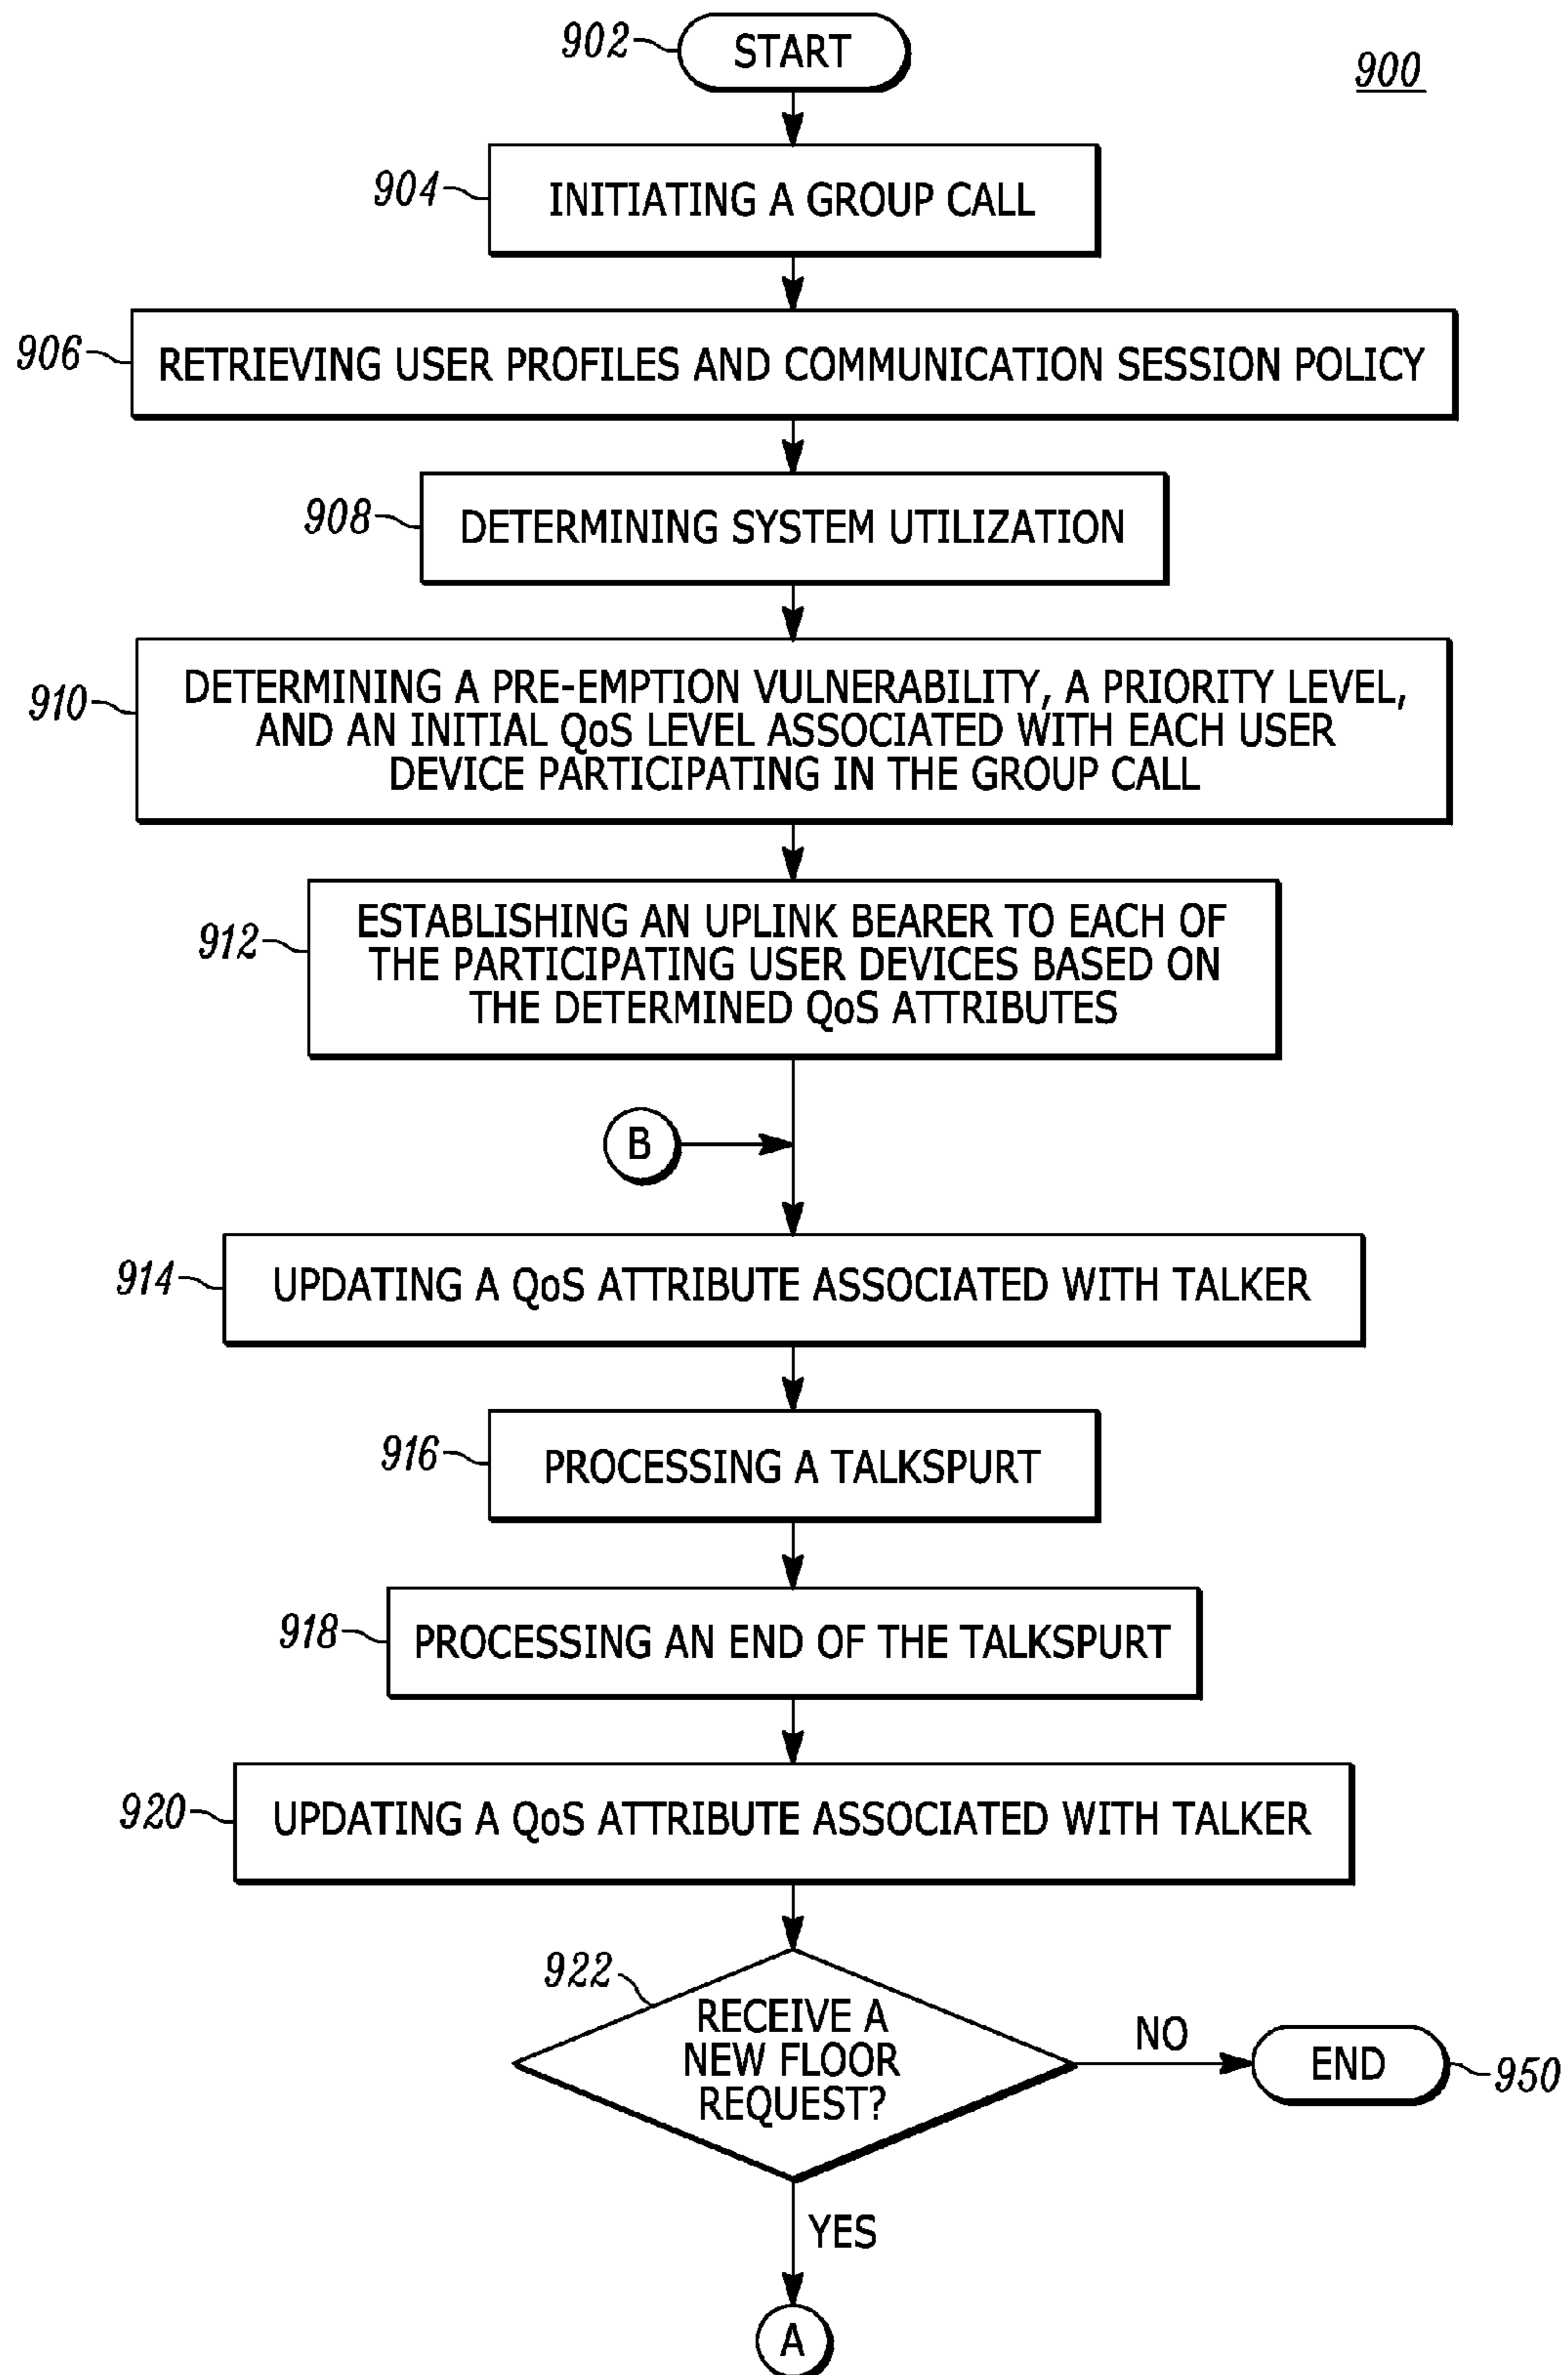 902
START
900
904
INITIATING A GROUP CALL
906
RETRIEVING USER PROFILES AND COMMUNICATION SESSION POLICY
908
DETERMINING SYSTEM UTILIZATION
910
DETERMINING A PRE-EMPTION VULNERABILITY, A PRIORITY LEVEL,
AND AN INITIAL QoS LEVEL ASSOCIATED WITH EACH USER
DEVICE PARTICIPATING IN THE GROUP CALL
912
ESTABLISHING AN UPLINK BEARER TO EACH OF
THE PARTICIPATING USER DEVICES BASED ON
THE DETERMINED QoS ATTRIBUTES
B
914
UPDATING A QoS ATTRIBUTE ASSOCIATED WITH TALKER
916
PROCESSING A TALKSPURT
918
PROCESSING AN END OF THE TALKSPURT
920
UPDATING A QoS ATTRIBUTE ASSOCIATED WITH TALKER
922
RECEIVE A
NEW FLOOR
REQUEST?
NO
END
950
YES
A